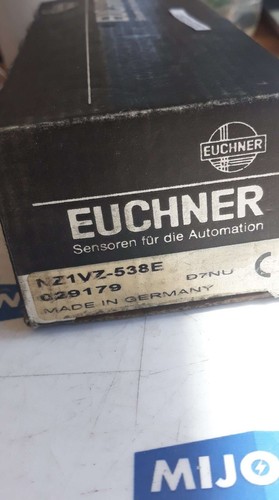 EUCHNER
EUCHNER
Sensoren für die Automation
NZ1VZ-538E D7NU
029179
MADE IN GERMANY
MIJO